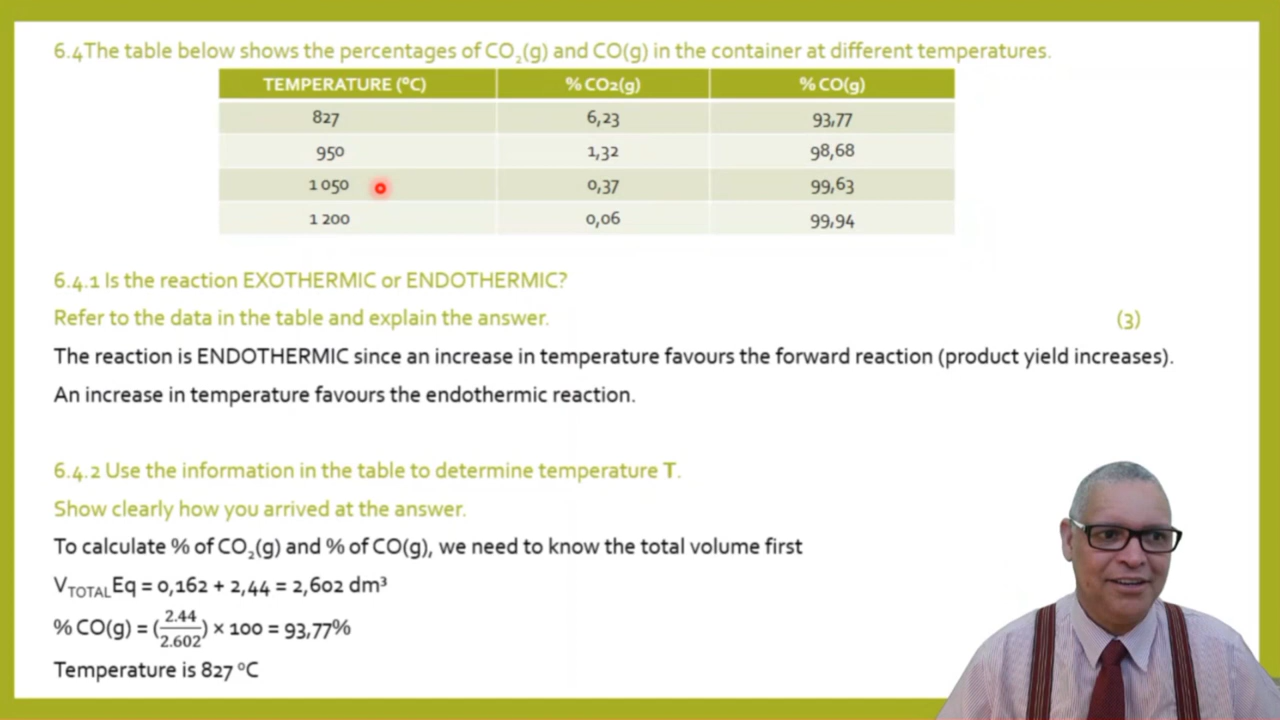 6.4The table below shows the percentages of CO₂(g) and CO(g) in the container at different temperatures.
TEMPERATURE (⁰C) % CO2(g) % CO(g)
827 6,23 93,77
950 1,32 98,68
1 050 0,37 99,63
1 200 0,06 99,94
6.4.1 Is the reaction EXOTHERMIC or ENDOTHERMIC?
Refer to the data in the table and explain the answer. (3)
The reaction is ENDOTHERMIC since an increase in temperature favours the forward reaction (product yield increases).
An increase in temperature favours the endothermic reaction.
6.4.2 Use the information in the table to determine temperature T.
Show clearly how you arrived at the answer.
To calculate % of CO₂(g) and % of CO(g), we need to know the total volume first
V_TOTAL Eq = 0,162 + 2,44 = 2,602 dm³
% CO(g) = (2.44/2.602) × 100 = 93,77%
Temperature is 827 ⁰C